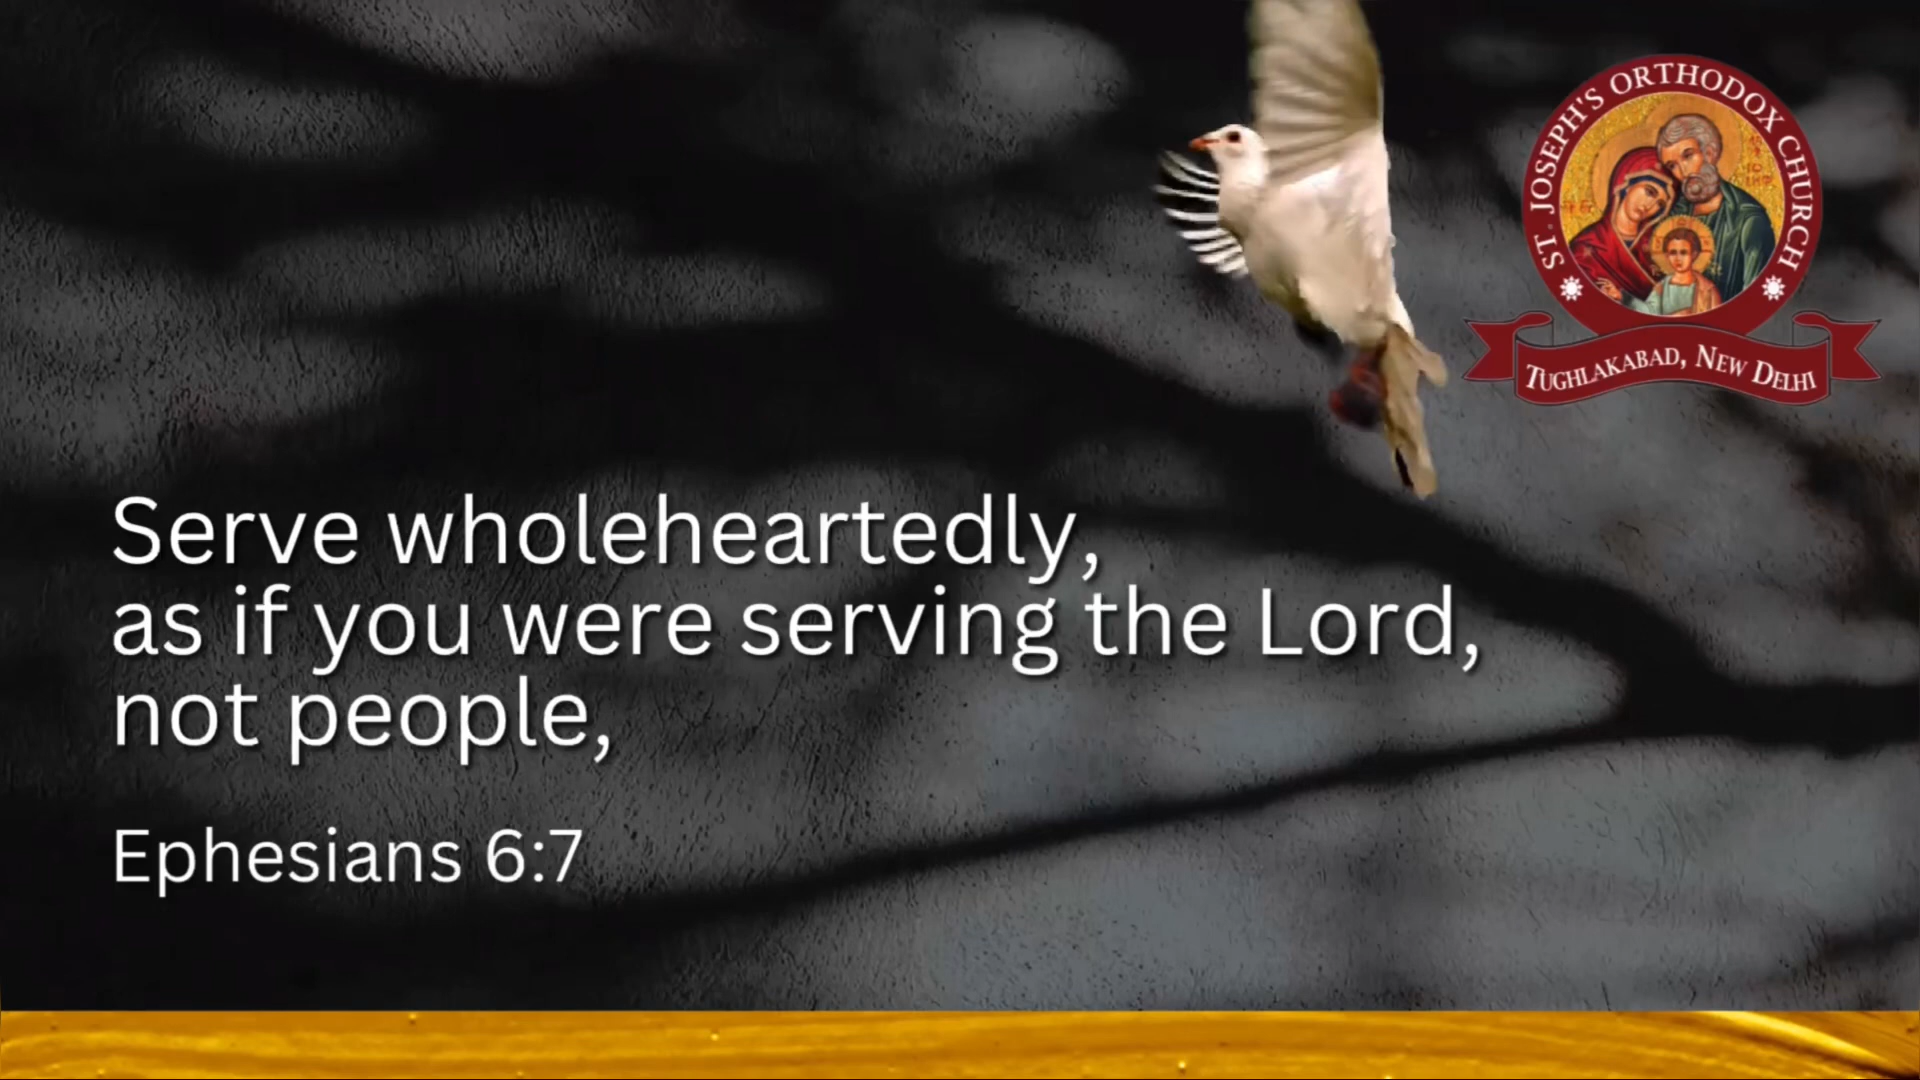 ST. JOSEPH'S ORTHODOX CHURCH
TUGHLAKABAD, NEW DELHI
Serve wholeheartedly,
as if you were serving the Lord,
not people,
Ephesians 6:7